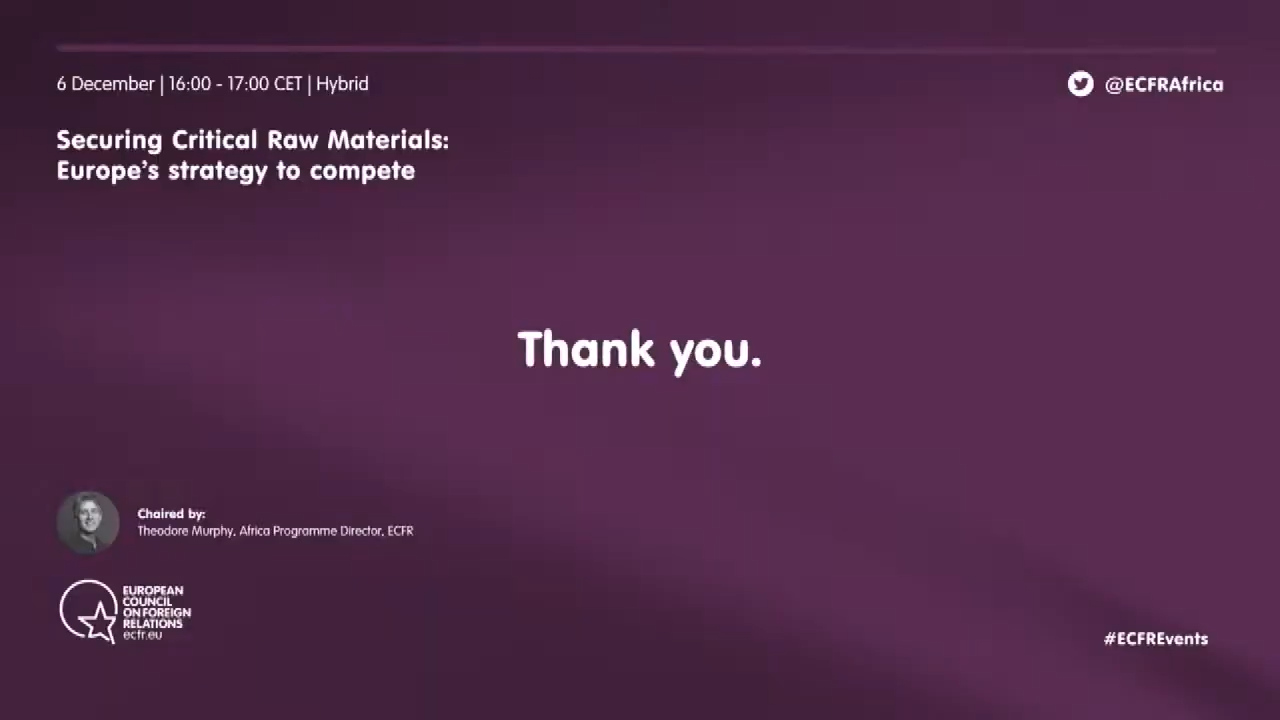 6 December | 16:00 - 17:00 CET | Hybrid
@ECFRAfrica
Securing Critical Raw Materials:
Europe’s strategy to compete
Thank you.
Chaired by:
Theodore Murphy, Africa Programme Director, ECFR
EUROPEAN
COUNCIL
ON FOREIGN
RELATIONS
ecfr.eu
#ECFREvents